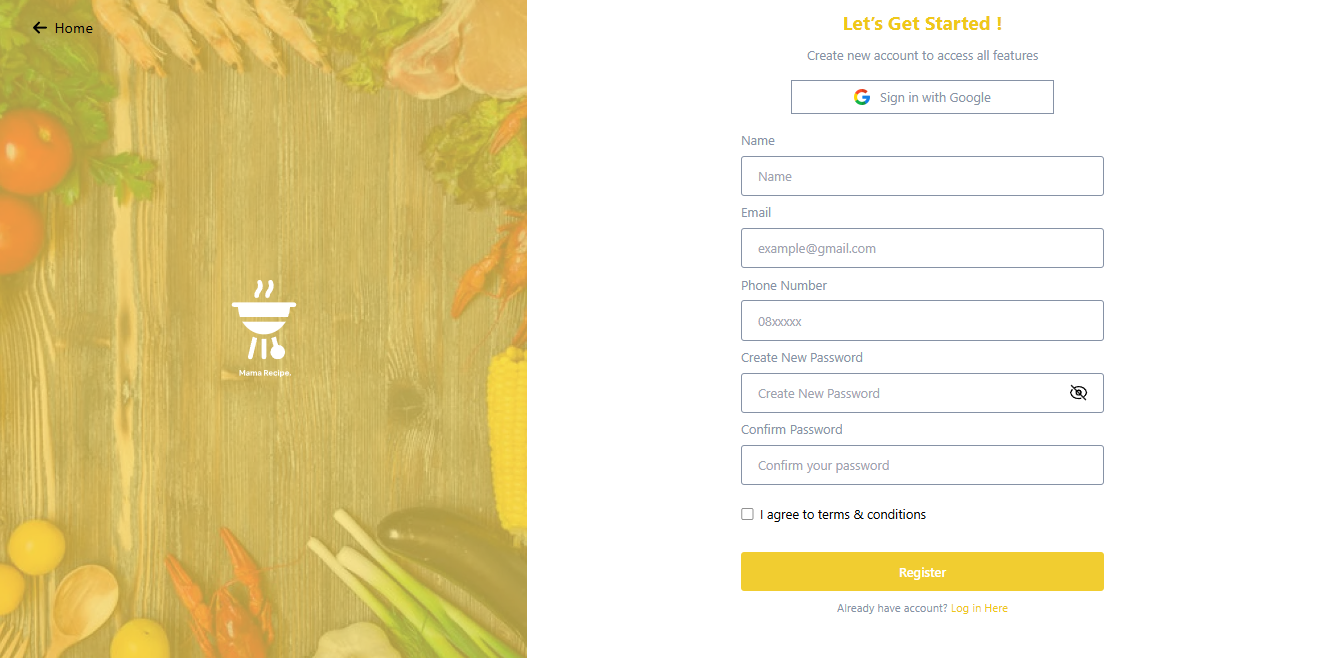 Home
Mama Recipe.
Let's Get Started !
Create new account to access all features
Sign in with Google
Name
Name
Email
example@gmail.com
Phone Number
08xxxxx
Create New Password
Create New Password
Confirm Password
Confirm your password
I agree to terms & conditions
Register
Already have account? Log in Here